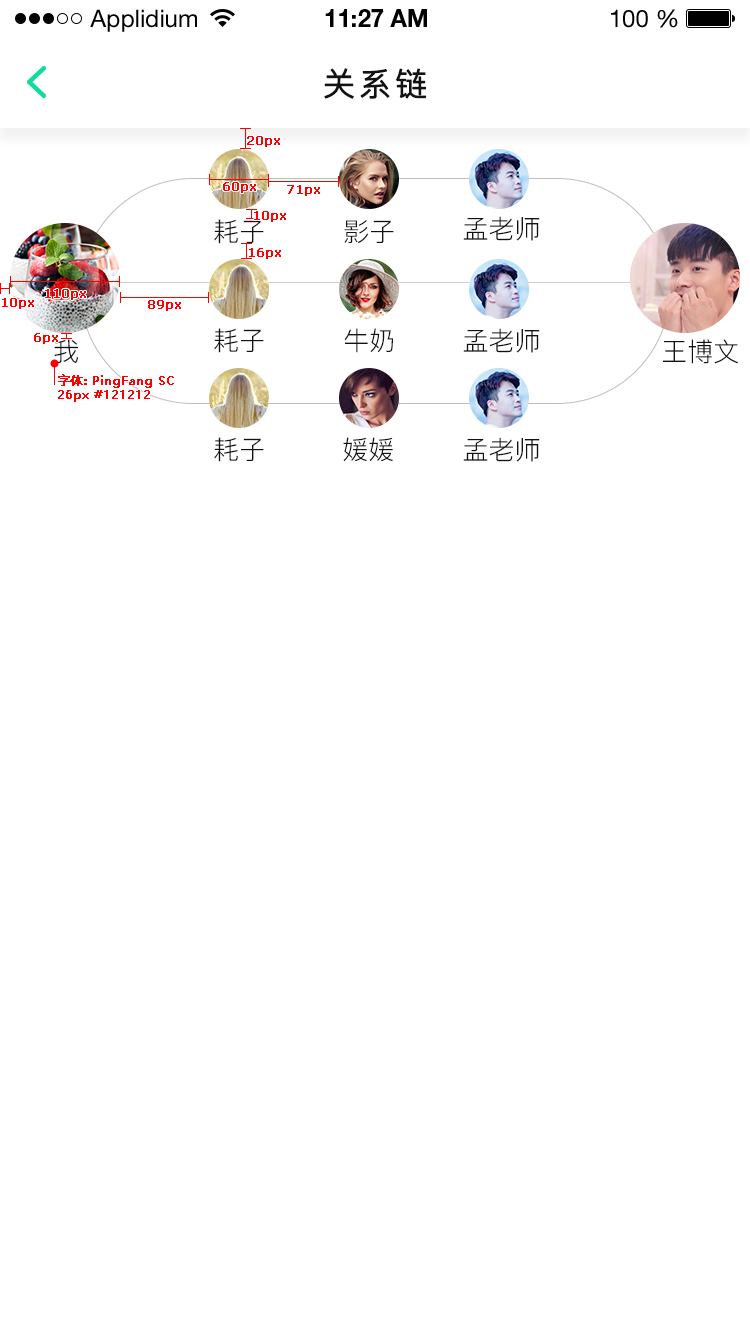 Applidium 11:27 AM 100 %
关系链
20px
60px 71px
10px
耗子 影子 孟老师
16px
10px 110px 89px
6px
我
耗子 牛奶 孟老师
王博文
字体: PingFang SC
26px #121212
耗子 媛媛 孟老师